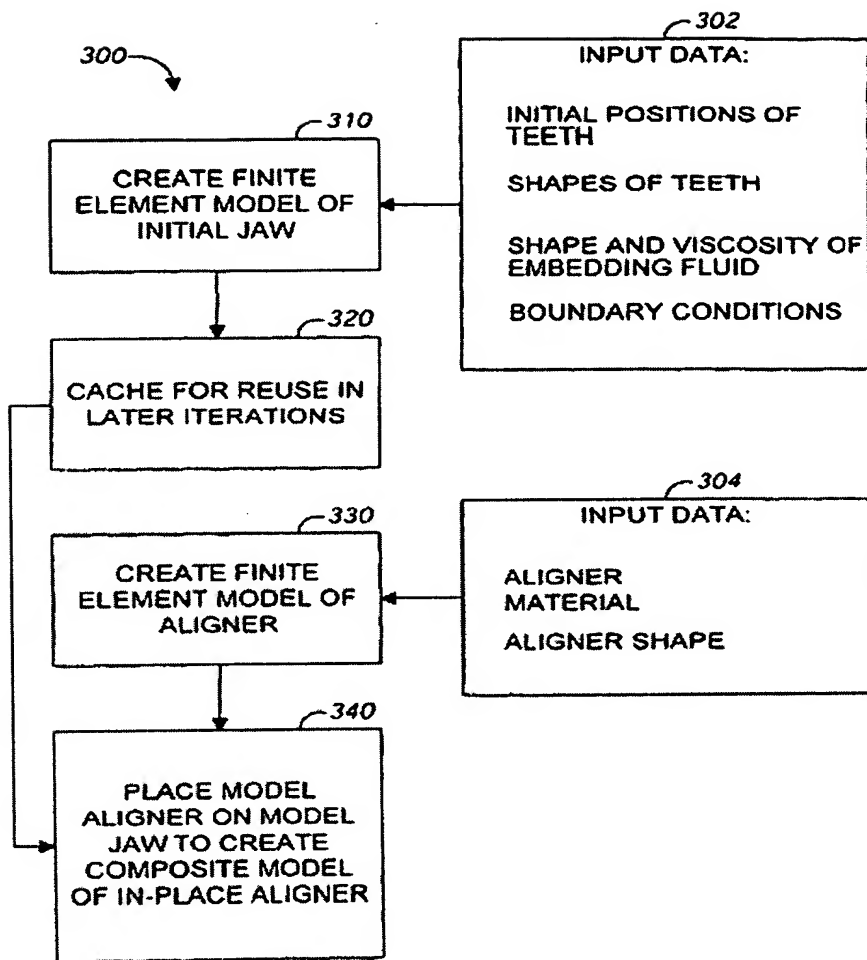 300
310
CREATE FINITE
ELEMENT MODEL OF
INITIAL JAW
302
INPUT DATA:
INITIAL POSITIONS OF
TEETH
SHAPES OF TEETH
SHAPE AND VISCOSITY OF
EMBEDDING FLUID
BOUNDARY CONDITIONS
320
CACHE FOR REUSE IN
LATER ITERATIONS
330
CREATE FINITE
ELEMENT MODEL OF
ALIGNER
304
INPUT DATA:
ALIGNER
MATERIAL
ALIGNER SHAPE
340
PLACE MODEL
ALIGNER ON MODEL
JAW TO CREATE
COMPOSITE MODEL
OF IN-PLACE ALIGNER